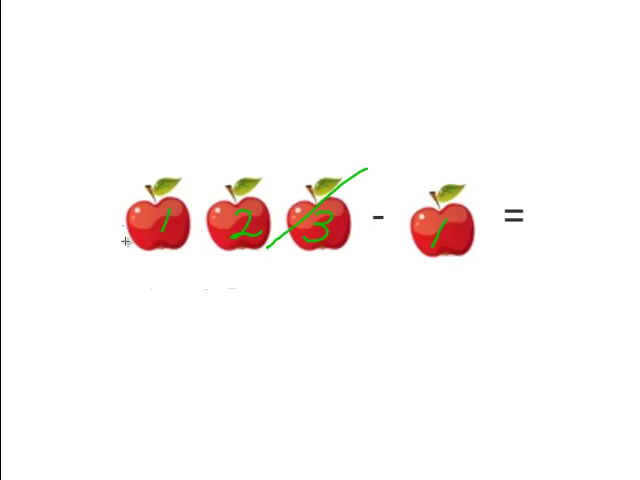 1 2 3 - 1 =